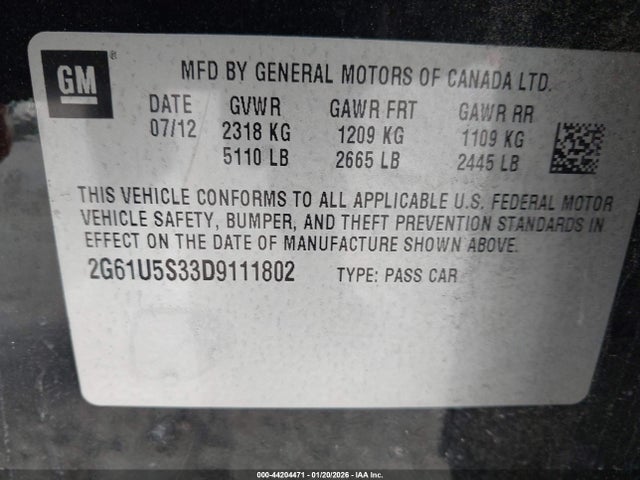 GM
MFD BY GENERAL MOTORS OF CANADA LTD.
DATE GVWR GAWR FRT GAWR RR
07/12 2318 KG 1209 KG 1109 KG
5110 LB 2665 LB 2445 LB
THIS VEHICLE CONFORMS TO ALL APPLICABLE U.S. FEDERAL MOTOR
VEHICLE SAFETY, BUMPER, AND THEFT PREVENTION STANDARDS IN
EFFECT ON THE DATE OF MANUFACTURE SHOWN ABOVE.
2G61U5S33D9111802 TYPE: PASS CAR
000-44204471 | 01/20/2026 | IAA Inc.